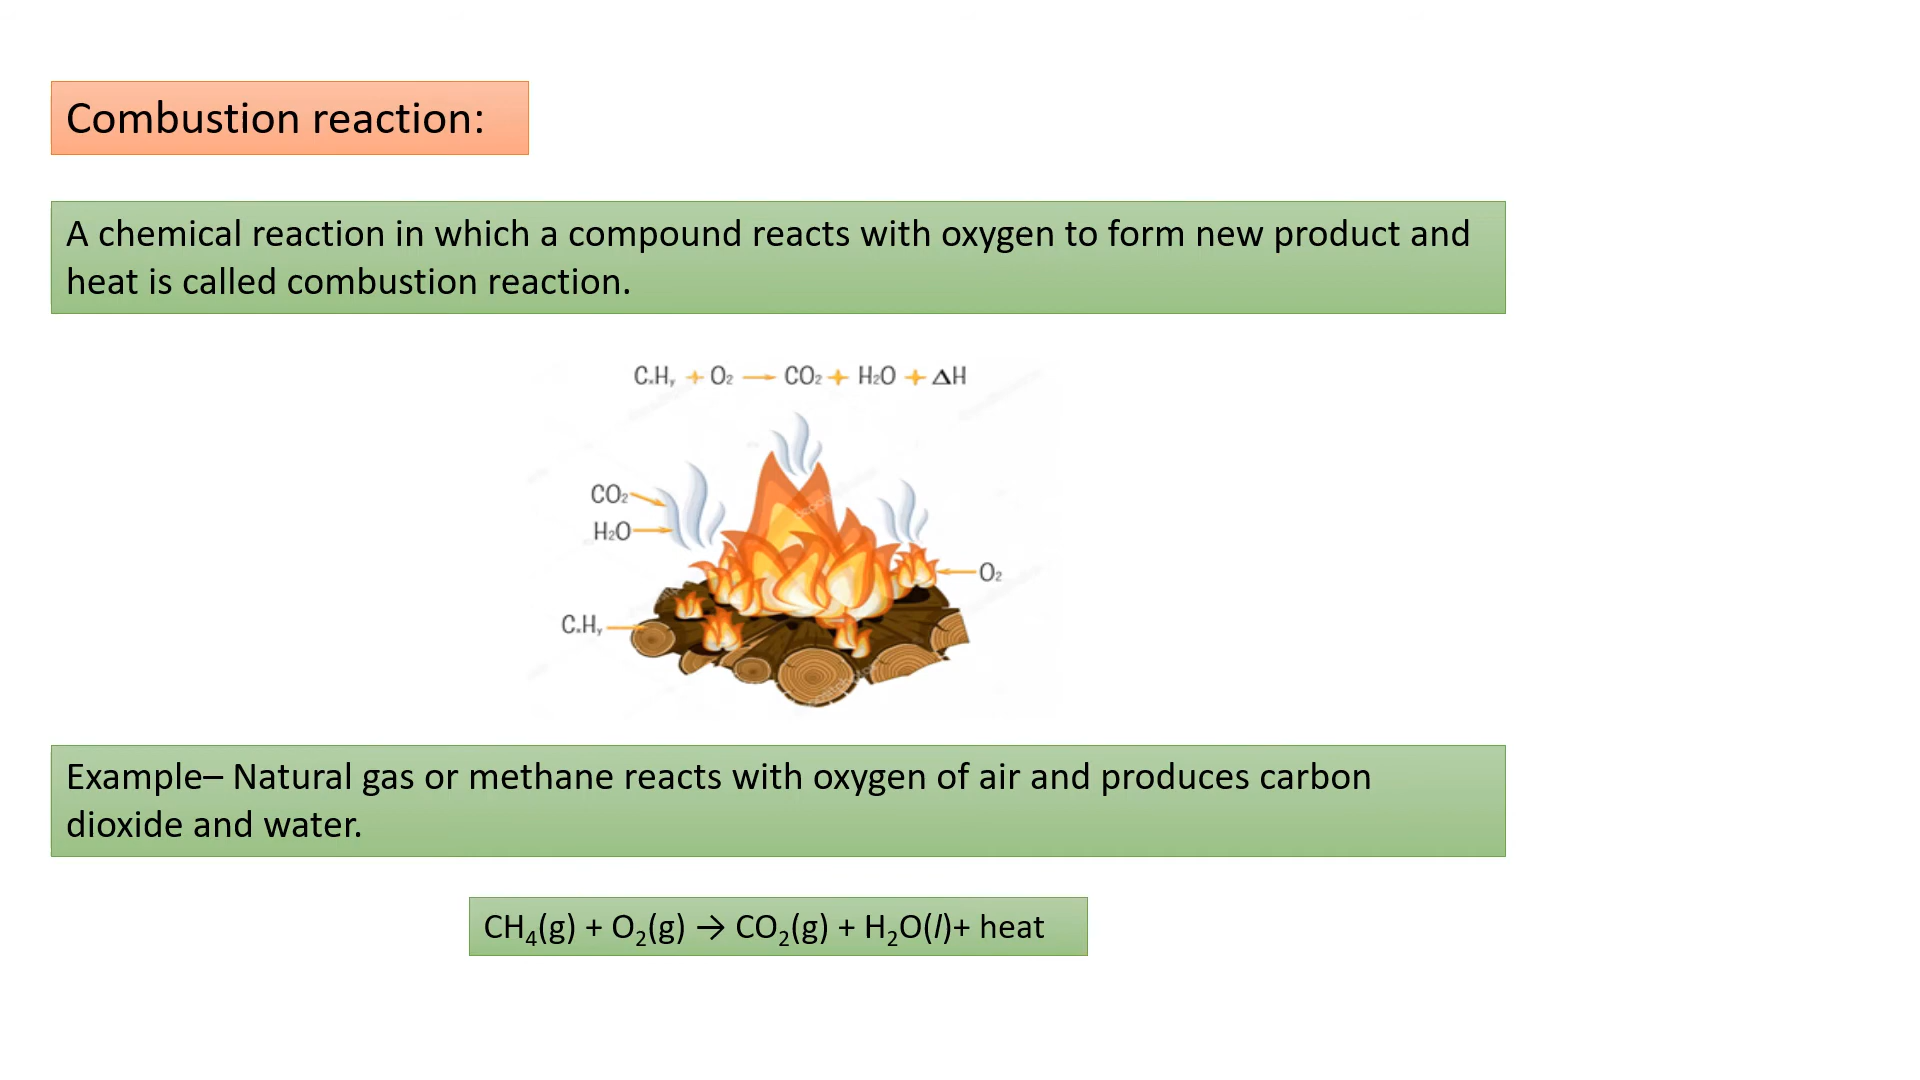 Combustion reaction:
A chemical reaction in which a compound reacts with oxygen to form new product and
heat is called combustion reaction.
CₓHᵧ + O₂ → CO₂ + H₂O + ΔH
CO₂
H₂O
O₂
CₓHᵧ
Example– Natural gas or methane reacts with oxygen of air and produces carbon
dioxide and water.
CH₄(g) + O₂(g) → CO₂(g) + H₂O(l)+ heat